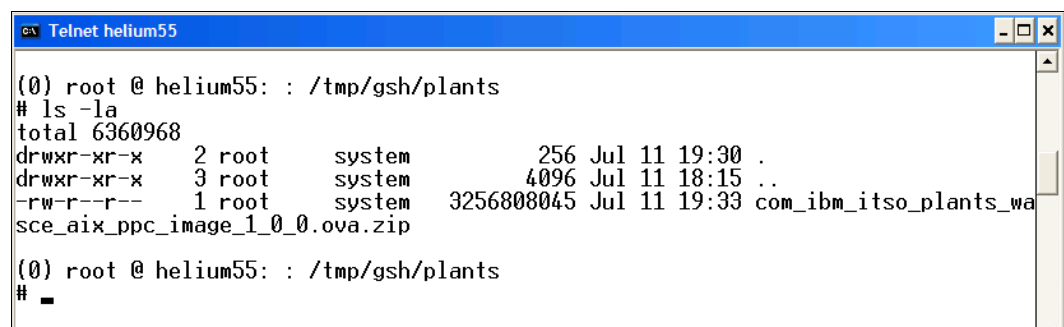 Telnet helium55
(0) root @ helium55: : /tmp/gsh/plants
# ls -la
total 6360968
drwxr-xr-x    2 root     system          256 Jul 11 19:30 .
drwxr-xr-x    3 root     system         4096 Jul 11 18:15 ..
-rw-r--r--    1 root     system   3256808045 Jul 11 19:33 com_ibm_itso_plants_wa
sce_aix_ppc_image_1_0_0.ova.zip
(0) root @ helium55: : /tmp/gsh/plants
#